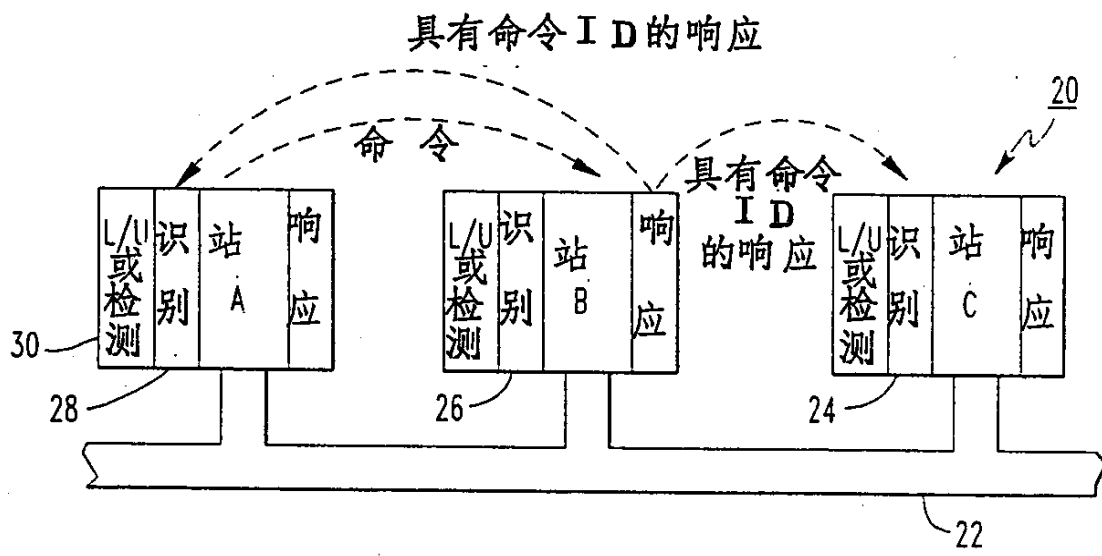 具有命令ID的响应
20
命令
具有命令
ID
的响应
L/U或检测
识别
站A
响应
L/U或检测
识别
站B
响应
L/U或检测
识别
站C
响应
30
28
26
24
22